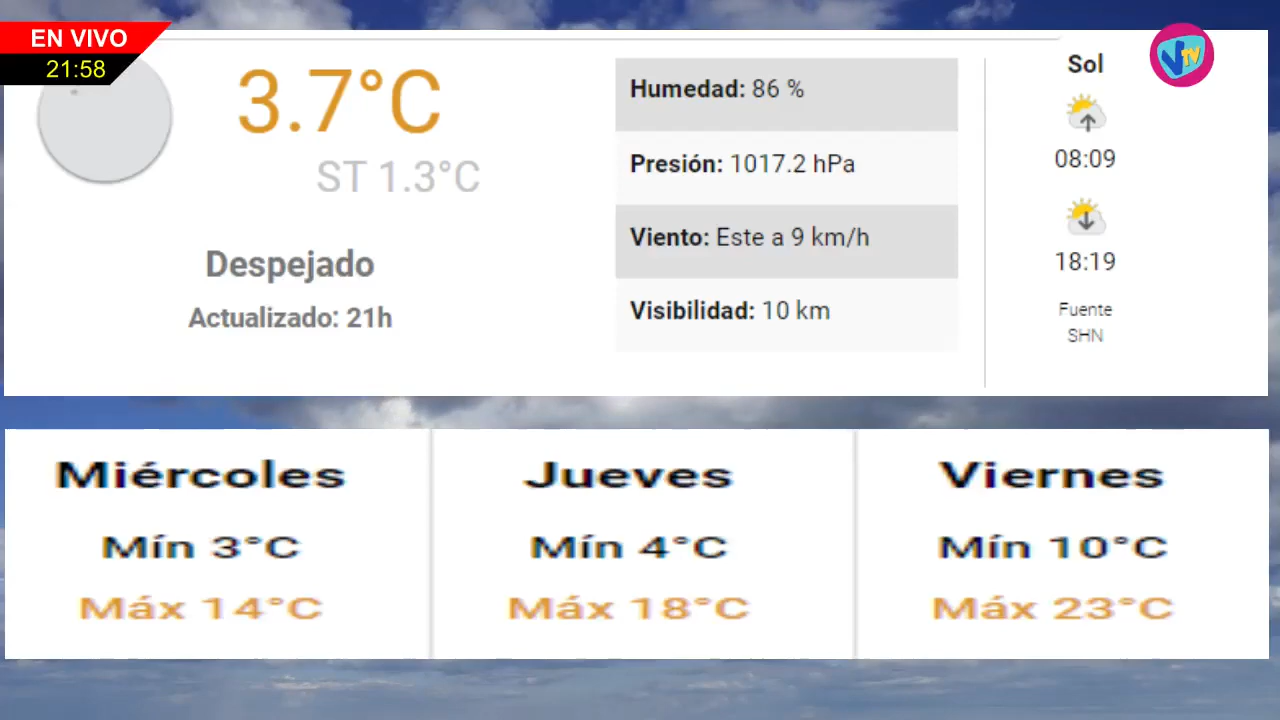 EN VIVO
21:58
3.7°C
ST 1.3°C
Despejado
Actualizado: 21h
Humedad: 86 %
Presión: 1017.2 hPa
Viento: Este a 9 km/h
Visibilidad: 10 km
Sol
08:09
18:19
Fuente
SHN
VTV
Miércoles
Mín 3°C
Máx 14°C
Jueves
Mín 4°C
Máx 18°C
Viernes
Mín 10°C
Máx 23°C